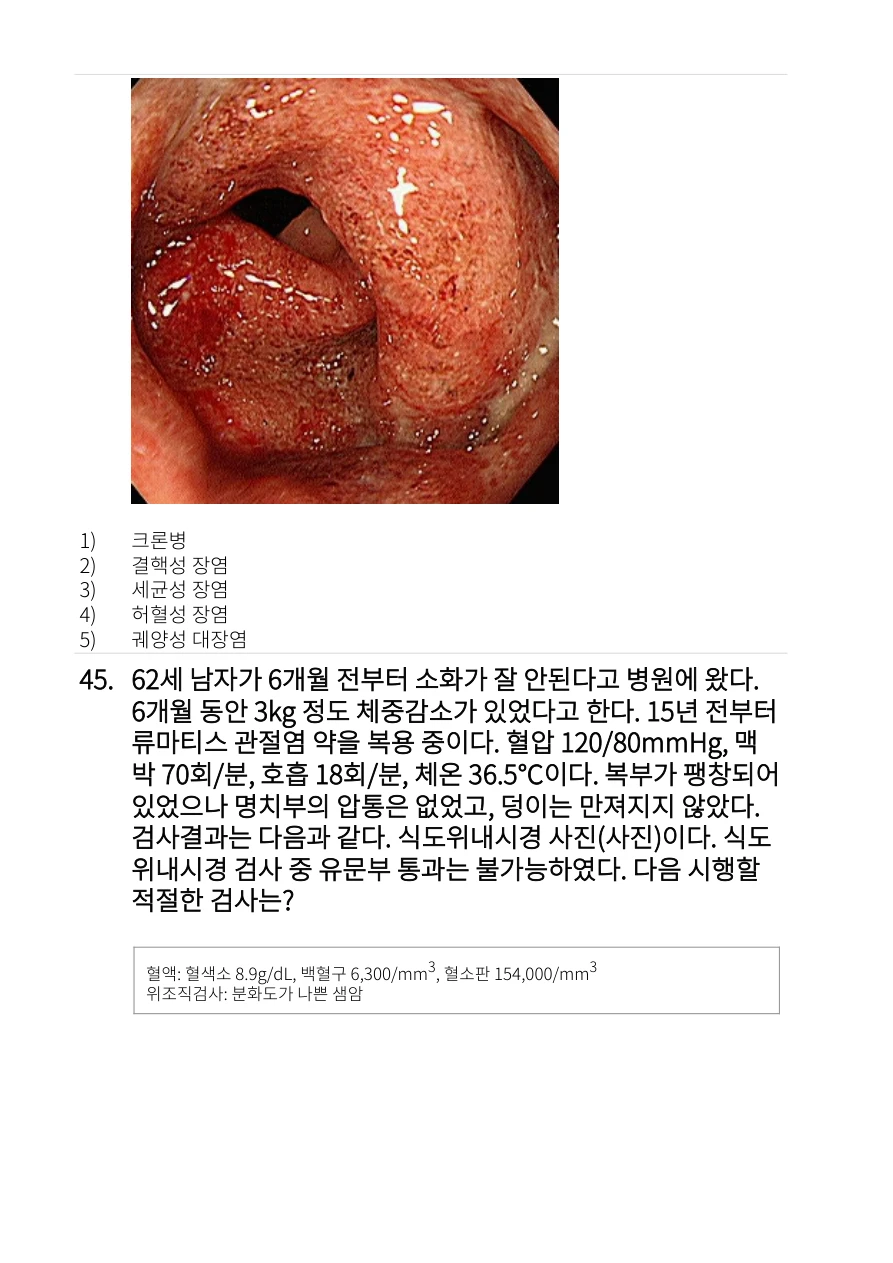 1) 크론병
2) 결핵성 장염
3) 세균성 장염
4) 허혈성 장염
5) 궤양성 대장염
45. 62세 남자가 6개월 전부터 소화가 잘 안된다고 병원에 왔다.
6개월 동안 3kg 정도 체중감소가 있었다고 한다. 15년 전부터
류마티스 관절염 약을 복용 중이다. 혈압 120/80mmHg, 맥
박 70회/분, 호흡 18회/분, 체온 36.5℃이다. 복부가 팽창되어
있었으나 명치부의 압통은 없었고, 덩이는 만져지지 않았다.
검사결과는 다음과 같다. 식도위내시경 사진(사진)이다. 식도
위내시경 검사 중 유문부 통과는 불가능하였다. 다음 시행할
적절한 검사는?
혈액: 혈색소 8.9g/dL, 백혈구 6,300/mm³, 혈소판 154,000/mm³
위조직검사: 분화도가 나쁜 샘암